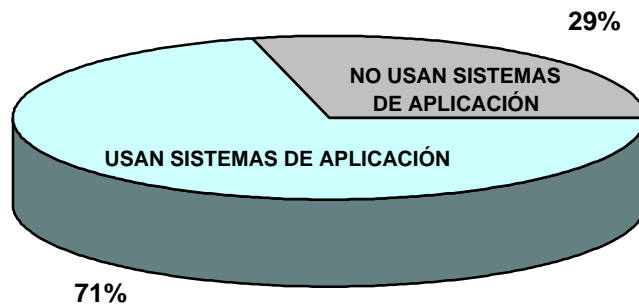 29%
NO USAN SISTEMAS
DE APLICACIÓN
USAN SISTEMAS DE APLICACIÓN
71%